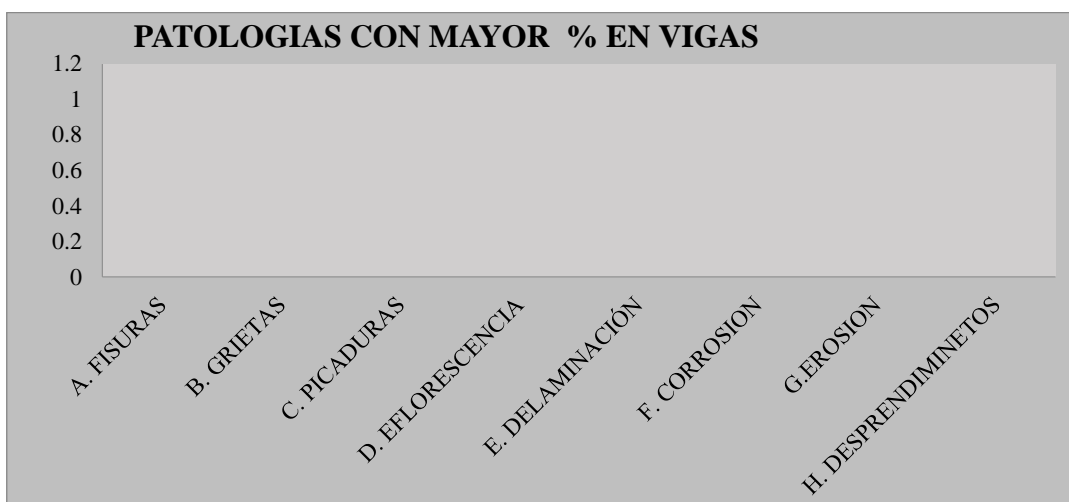 PATOLOGIAS CON MAYOR % EN VIGAS
1.2
1
0.8
0.6
0.4
0.2
0
A. FISURAS
B. GRIETAS
C. PICADURAS
D. EFLORESCENCIA
E. DELAMINACIÓN
F. CORROSION
G.EROSION
H. DESPRENDIMINETOS